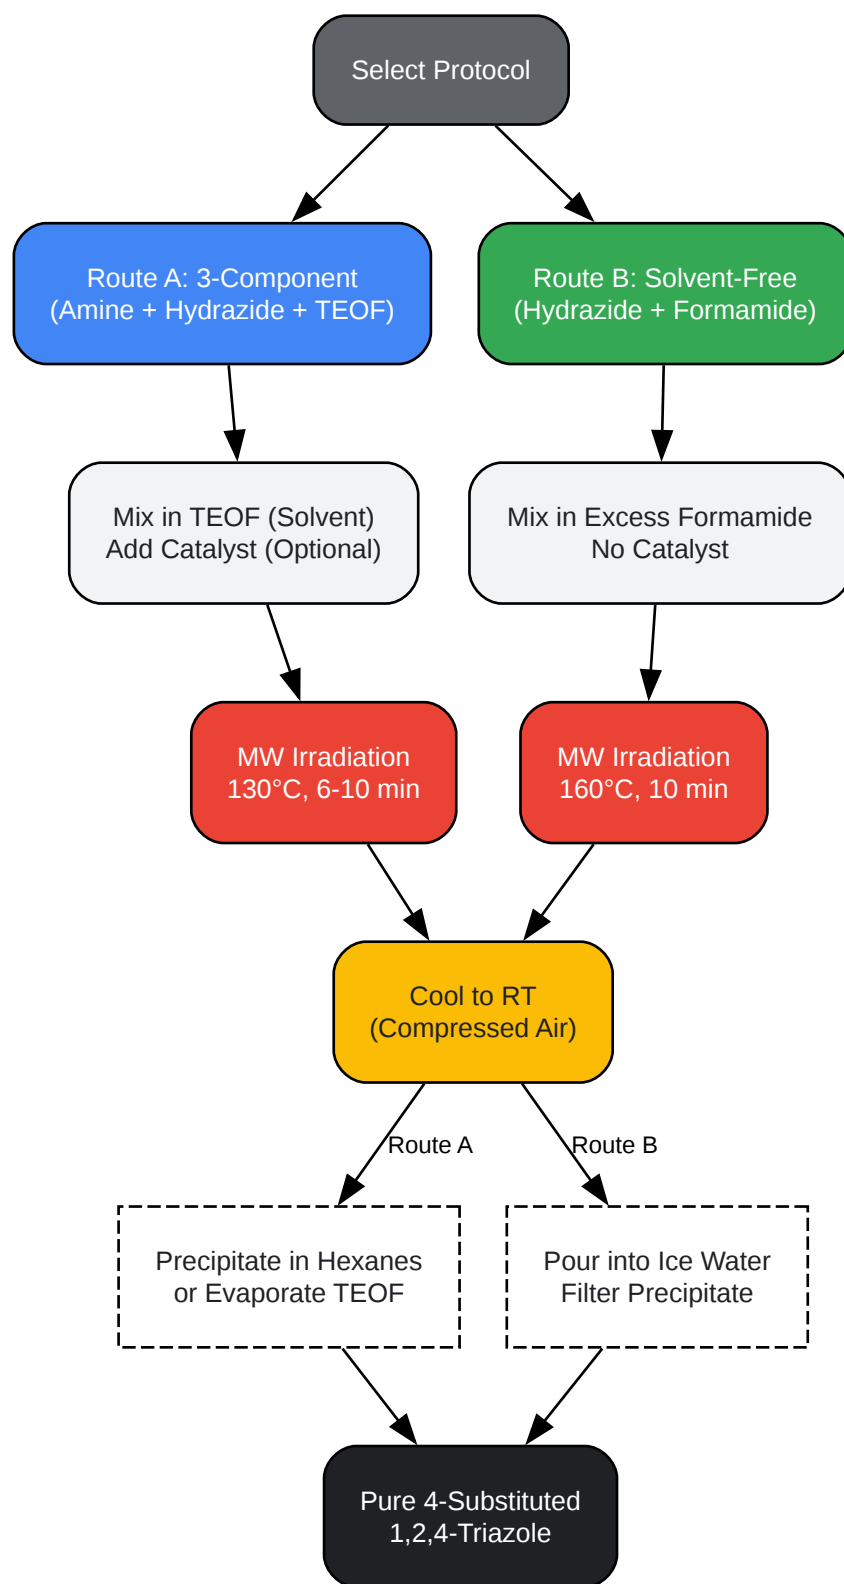 Select Protocol
Route A: 3-Component
(Amine + Hydrazide + TEOF)
Route B: Solvent-Free
(Hydrazide + Formamide)
Mix in TEOF (Solvent)
Add Catalyst (Optional)
Mix in Excess Formamide
No Catalyst
MW Irradiation
130°C, 6-10 min
MW Irradiation
160°C, 10 min
Cool to RT
(Compressed Air)
Route A
Route B
Precipitate in Hexanes
or Evaporate TEOF
Pour into Ice Water
Filter Precipitate
Pure 4-Substituted
1,2,4-Triazole